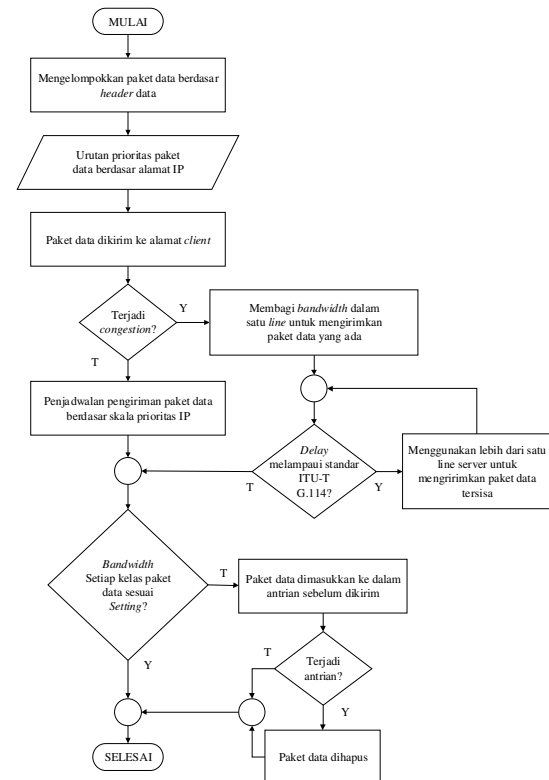 MULAI
Mengelompokkan paket data berdasar
header data
Urutan prioritas paket
data berdasar alamat IP
Paket data dikirim ke alamat client
Terjadi
congestion?
Y
T
Membagi bandwidth dalam
satu line untuk mengirimkan
paket data yang ada
Penjadwalan pengiriman paket data
berdasar skala prioritas IP
Delay
melampaui standar
ITU-T
G.114?
T
Y
Menggunakan lebih dari satu
line server untuk
mengrirmkan paket data
tersisa
Bandwidth
Setiap kelas paket
data sesuai
Setting?
T
Y
Paket data dimasukkan ke dalam
antrian sebelum dikirim
Terjadi
antrian?
T
Y
Paket data dihapus
SELESAI